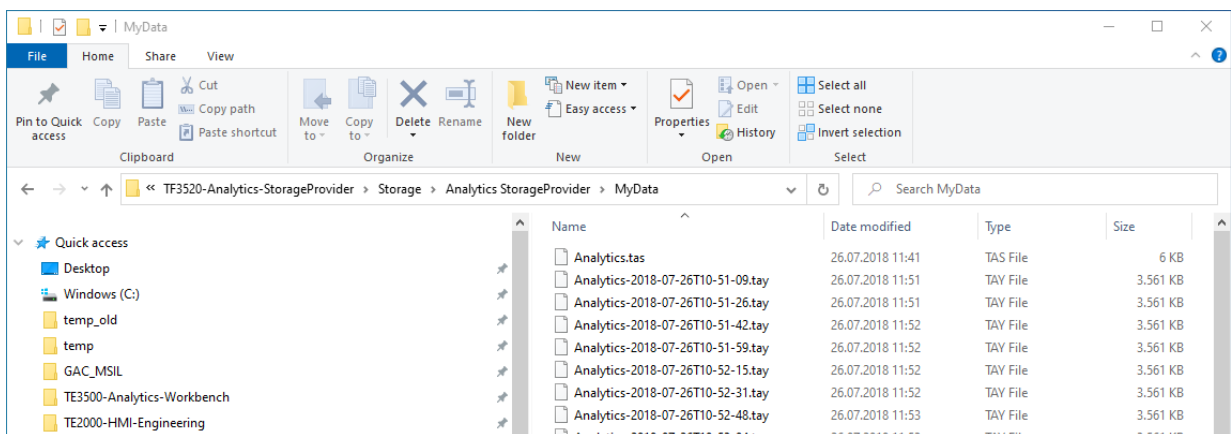 MyData
File Home Share View
Pin to Quick access
Copy
Paste
Cut
Copy path
Paste shortcut
Clipboard
Move to
Copy to
Delete
Rename
Organize
New folder
New item
Easy access
New
Properties
Open
Edit
History
Open
Select all
Select none
Invert selection
Select
« TF3520-Analytics-StorageProvider > Storage > Analytics StorageProvider > MyData
Search MyData
Quick access
Desktop
Windows (C:)
temp_old
temp
GAC_MSIL
TE3500-Analytics-Workbench
TE2000-HMI-Engineering
Name Date modified Type Size
Analytics.tas 26.07.2018 11:41 TAS File 6 KB
Analytics-2018-07-26T10-51-09.tay 26.07.2018 11:51 TAY File 3.561 KB
Analytics-2018-07-26T10-51-26.tay 26.07.2018 11:51 TAY File 3.561 KB
Analytics-2018-07-26T10-51-42.tay 26.07.2018 11:52 TAY File 3.561 KB
Analytics-2018-07-26T10-51-59.tay 26.07.2018 11:52 TAY File 3.561 KB
Analytics-2018-07-26T10-52-15.tay 26.07.2018 11:52 TAY File 3.561 KB
Analytics-2018-07-26T10-52-31.tay 26.07.2018 11:52 TAY File 3.561 KB
Analytics-2018-07-26T10-52-48.tay 26.07.2018 11:53 TAY File 3.561 KB